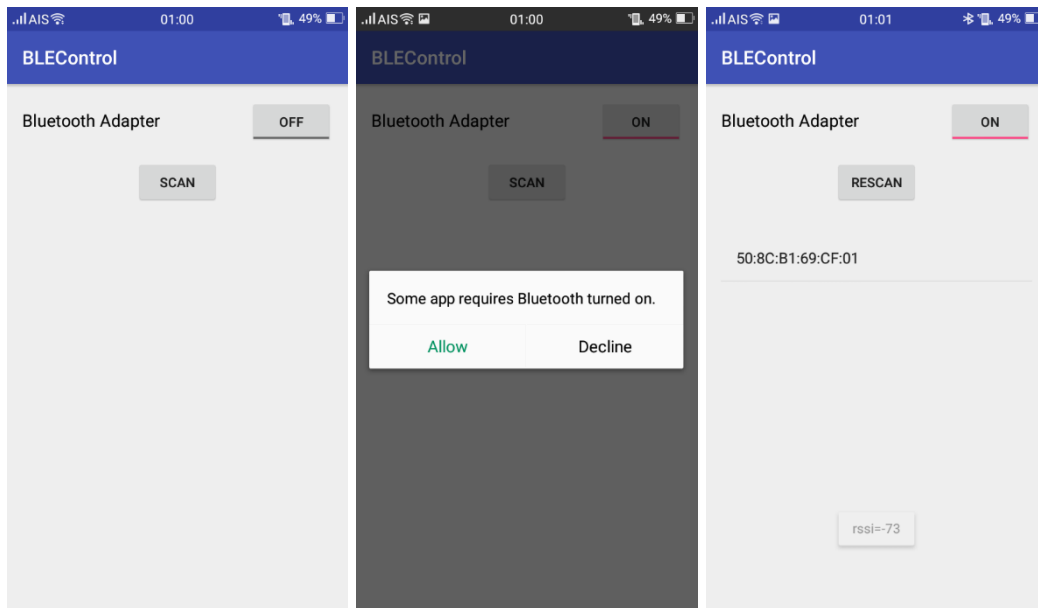 AIS 01:00 49%
BLEControl
Bluetooth Adapter OFF
SCAN
AIS 01:00 49%
BLEControl
Bluetooth Adapter ON
SCAN
Some app requires Bluetooth turned on.
Allow Decline
AIS 01:01 49%
BLEControl
Bluetooth Adapter ON
RESCAN
50:8C:B1:69:CF:01
rssi=-73